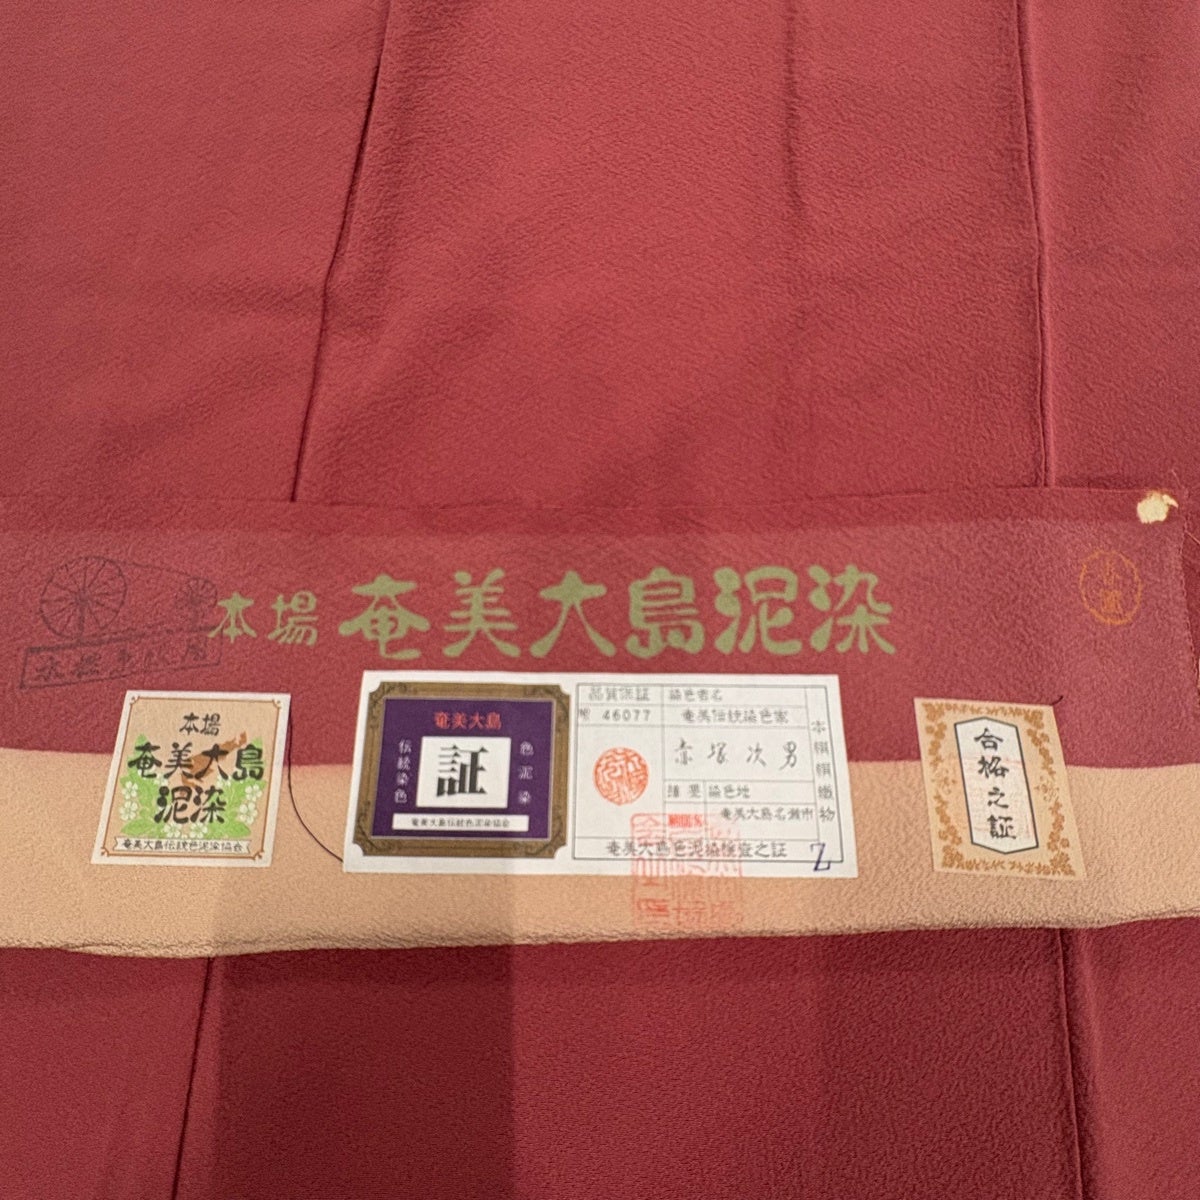 本場 奄美大島泥染
本場
奄美大島
泥染
奄美大島伝統色泥染協会
奄美大島
証
伝統染色
色泥染
奄美大島伝統色泥染協会
品質保証
№ 46077
染色者名
奄美伝統染色家
赤塚次男
染色地
奄美大島名瀬市
本模絹織物
奄美大島色泥染検査之証
合格之証